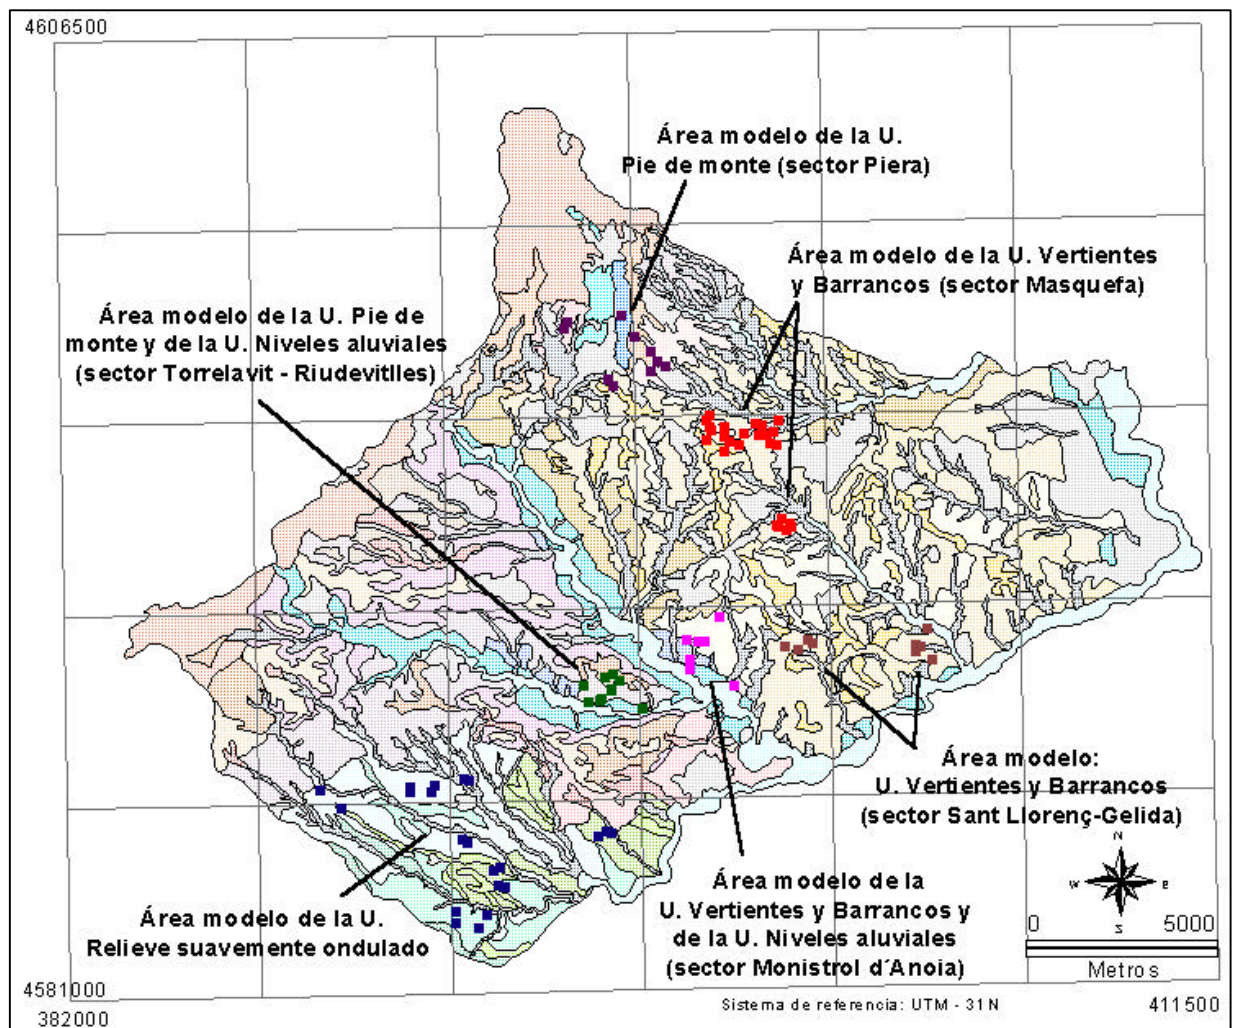 4606500
Área modelo de la U.
Pie de monte (sector Piera)
Área modelo de la U. Vertientes
y Barrancos (sector Masquefa)
Área modelo de la U. Pie de
monte y de la U. Niveles aluviales
(sector Torrelavit - Riudevitlles)
Área modelo:
U. Vertientes y Barrancos
(sector Sant Llorenç-Gelida)
Área modelo de la
U. Vertientes y Barrancos y
de la U. Niveles aluviales
(sector Monistrol d´Anoia)
Área modelo de la U.
Relieve suavemente ondulado
N
W E
S
0 5000
Metros
Sistema de referencia: UTM - 31N
4581000
382000
411500